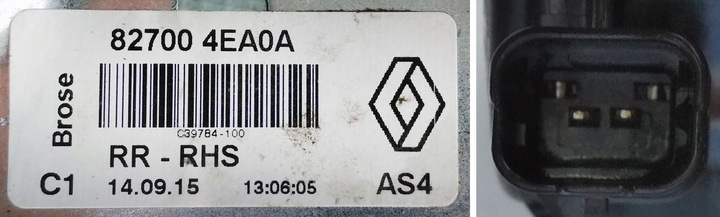 82700 4EA0A
Brose
C39784-100
RR - RHS
C1 14.09.15 13:06:05 AS4